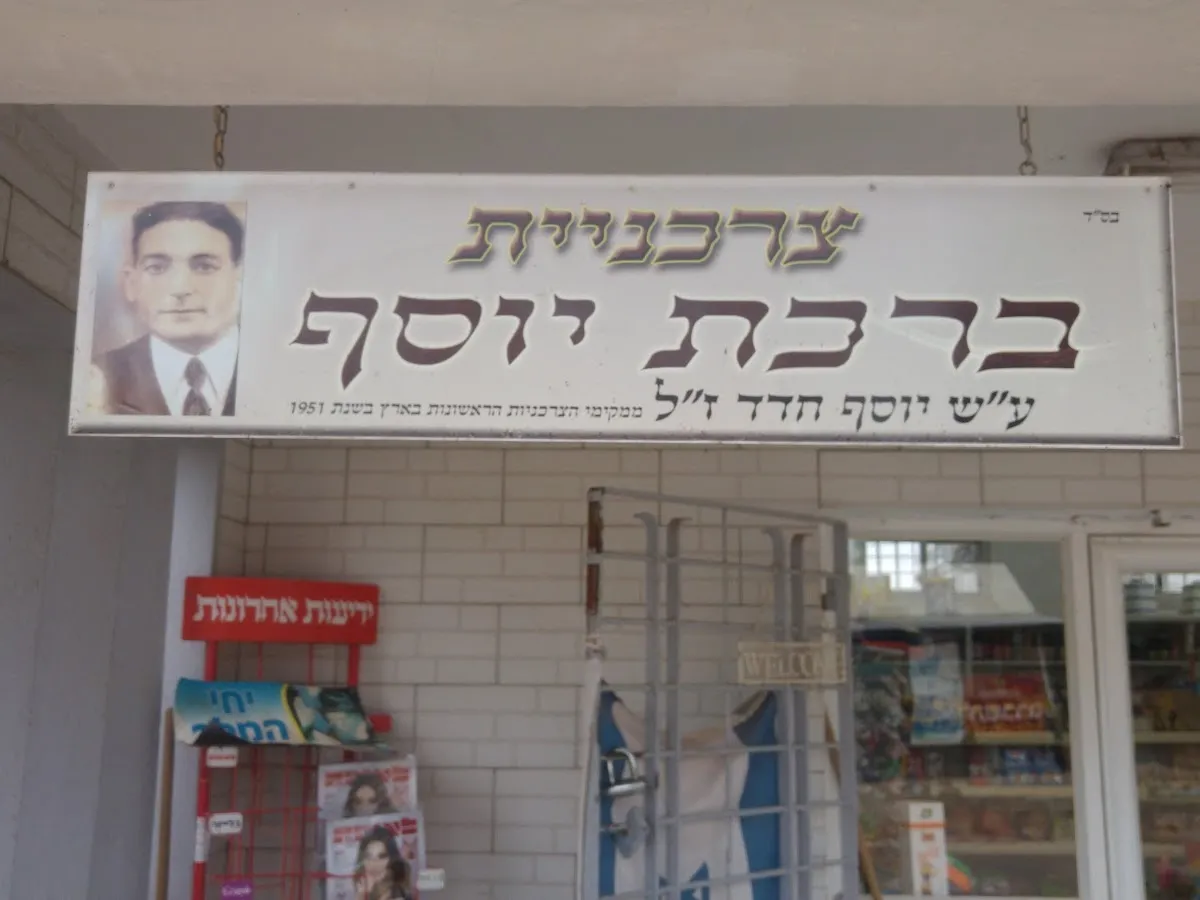 בס"ד
צרכניית
ברכת יוסף
ע"ש יוסף חדד ז"ל ממקימי הצרכניות הראשונות בארץ בשנת 1951
ידיעות אחרונות
יחי
המלך
WELCOME